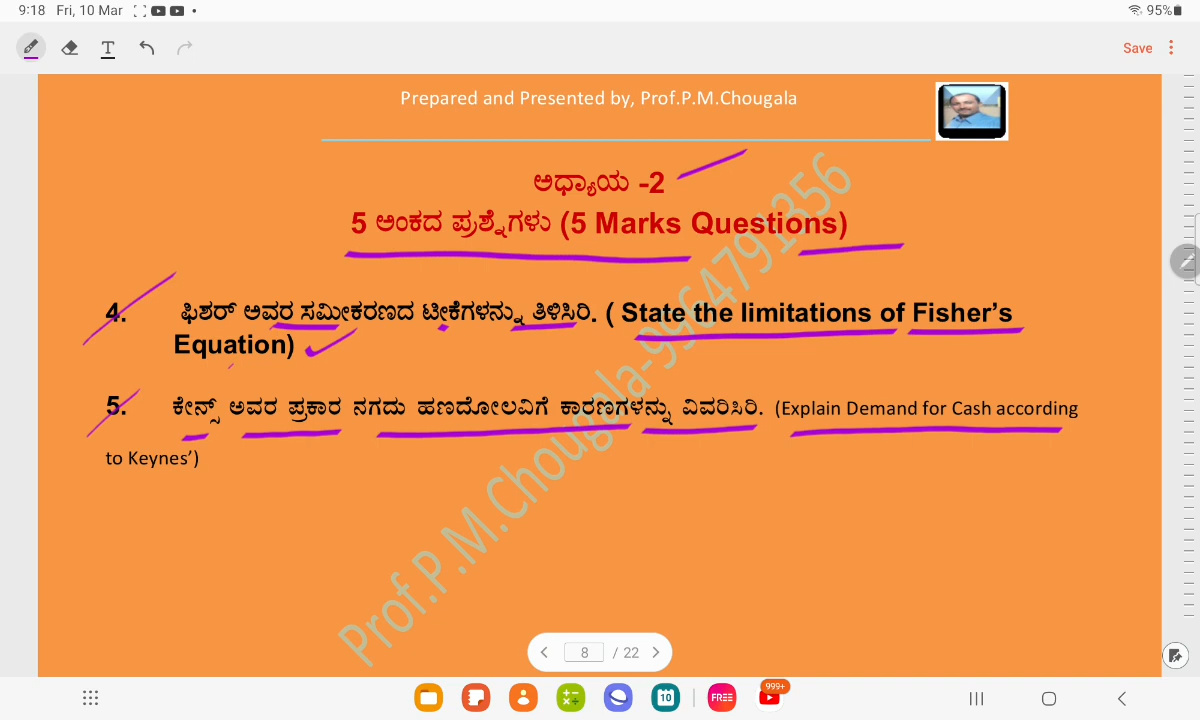 9:18 Fri, 10 Mar
95%
T
Save
Prepared and Presented by, Prof.P.M.Chougala
ಅಧ್ಯಾಯ -2
5 ಅಂಕದ ಪ್ರಶ್ನೆಗಳು (5 Marks Questions)
4. ಫಿಶರ್ ಅವರ ಸಮೀಕರಣದ ಟೀಕೆಗಳನ್ನು ತಿಳಿಸಿರಿ. ( State the limitations of Fisher’s
Equation)
5. ಕೇನ್ಸ್ ಅವರ ಪ್ರಕಾರ ನಗದು ಹಣದೋಲವಿಗೆ ಕಾರಣಗಳನ್ನು ವಿವರಿಸಿರಿ. (Explain Demand for Cash according
to Keynes’)
Prof.P.M.Chougala-9964791356
8 / 22
10
FREE
999+